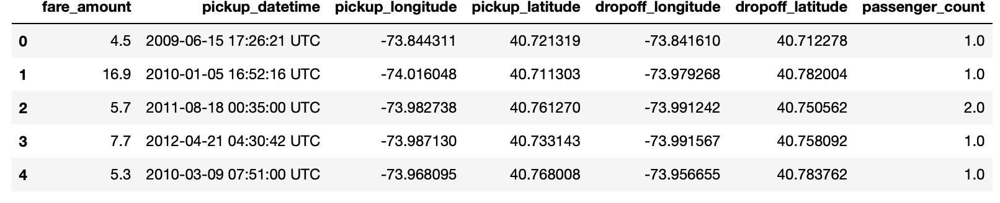 fare_amount pickup_datetime pickup_longitude pickup_latitude dropoff_longitude dropoff_latitude passenger_count
0 4.5 2009-06-15 17:26:21 UTC -73.844311 40.721319 -73.841610 40.712278 1.0
1 16.9 2010-01-05 16:52:16 UTC -74.016048 40.711303 -73.979268 40.782004 1.0
2 5.7 2011-08-18 00:35:00 UTC -73.982738 40.761270 -73.991242 40.750562 2.0
3 7.7 2012-04-21 04:30:42 UTC -73.987130 40.733143 -73.991567 40.758092 1.0
4 5.3 2010-03-09 07:51:00 UTC -73.968095 40.768008 -73.956655 40.783762 1.0